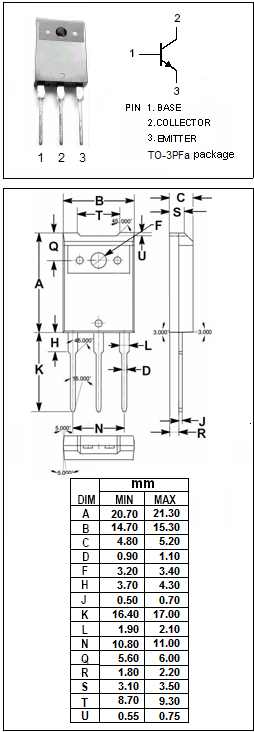 2
1
3
PIN 1. BASE
2. COLLECTOR
3. EMITTER
1 2 3
TO-3PFa package
B
C
T
S
45.000°
F
Q
U
A
H
45.000°
3.000°
3.000
L
K
D
15.000°
J
5.000°
N
R
5.000°
mm
DIM MIN MAX
A 20.70 21.30
B 14.70 15.30
C 4.80 5.20
D 0.90 1.10
F 3.20 3.40
H 3.70 4.30
J 0.50 0.70
K 16.40 17.00
L 1.90 2.10
N 10.80 11.00
Q 5.60 6.00
R 1.80 2.20
S 3.10 3.50
T 8.70 9.30
U 0.55 0.75